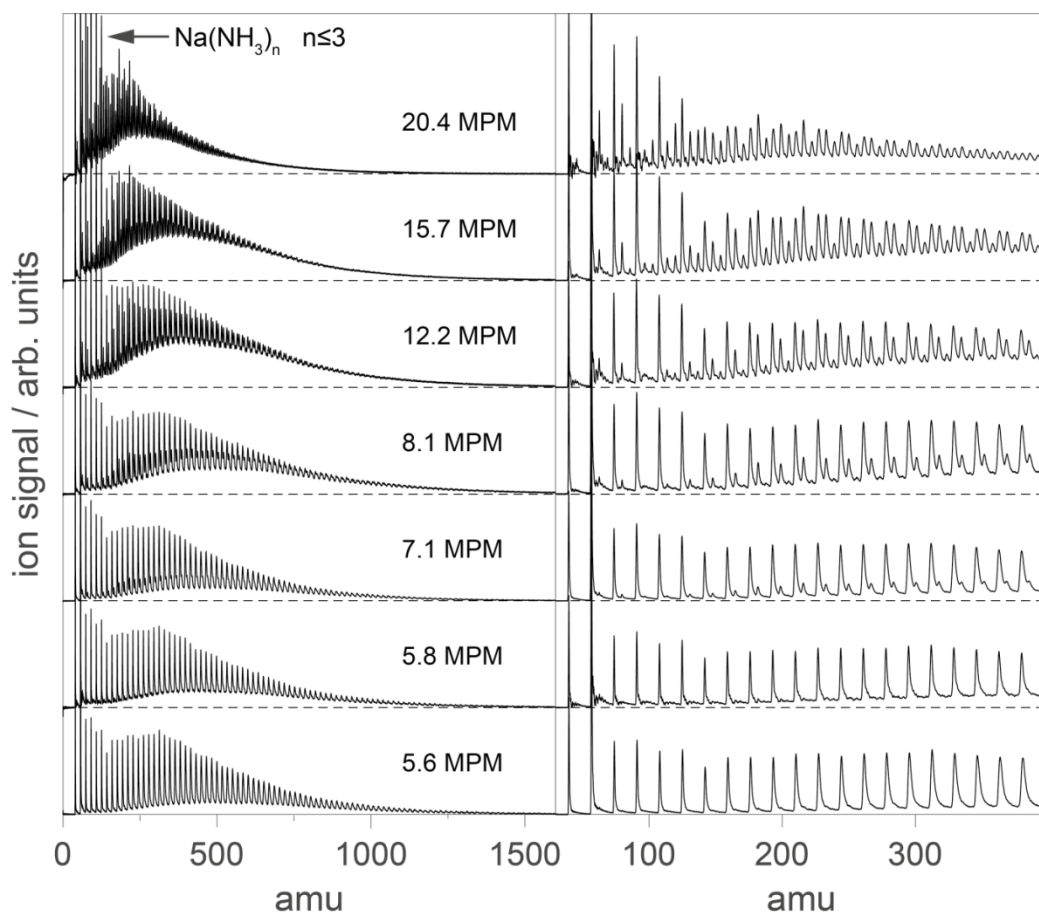 Na(NH₃)ₙ n≤3
20.4 MPM
15.7 MPM
12.2 MPM
8.1 MPM
7.1 MPM
5.8 MPM
5.6 MPM
ion signal / arb. units
0 500 1000 1500 100 200 300
amu amu